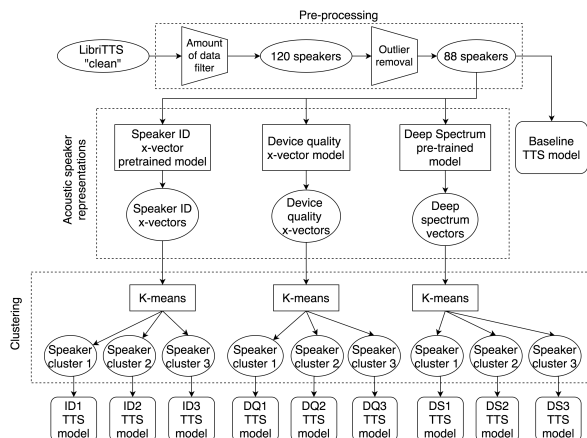 Pre-processing
LibriTTS
"clean"
Amount
of data
filter
120 speakers
Outlier
removal
88 speakers
Acoustic speaker
representations
Speaker ID
x-vector
pretrained model
Device quality
x-vector model
Deep Spectrum
pre-trained
model
Baseline
TTS model
Speaker ID
x-vectors
Device
quality
x-vectors
Deep
spectrum
vectors
Clustering
K-means
K-means
K-means
Speaker
cluster 1
Speaker
cluster 2
Speaker
cluster 3
Speaker
cluster 1
Speaker
cluster 2
Speaker
cluster 3
Speaker
cluster 1
Speaker
cluster 2
Speaker
cluster 3
ID1
TTS
model
ID2
TTS
model
ID3
TTS
model
DQ1
TTS
model
DQ2
TTS
model
DQ3
TTS
model
DS1
TTS
model
DS2
TTS
model
DS3
TTS
model